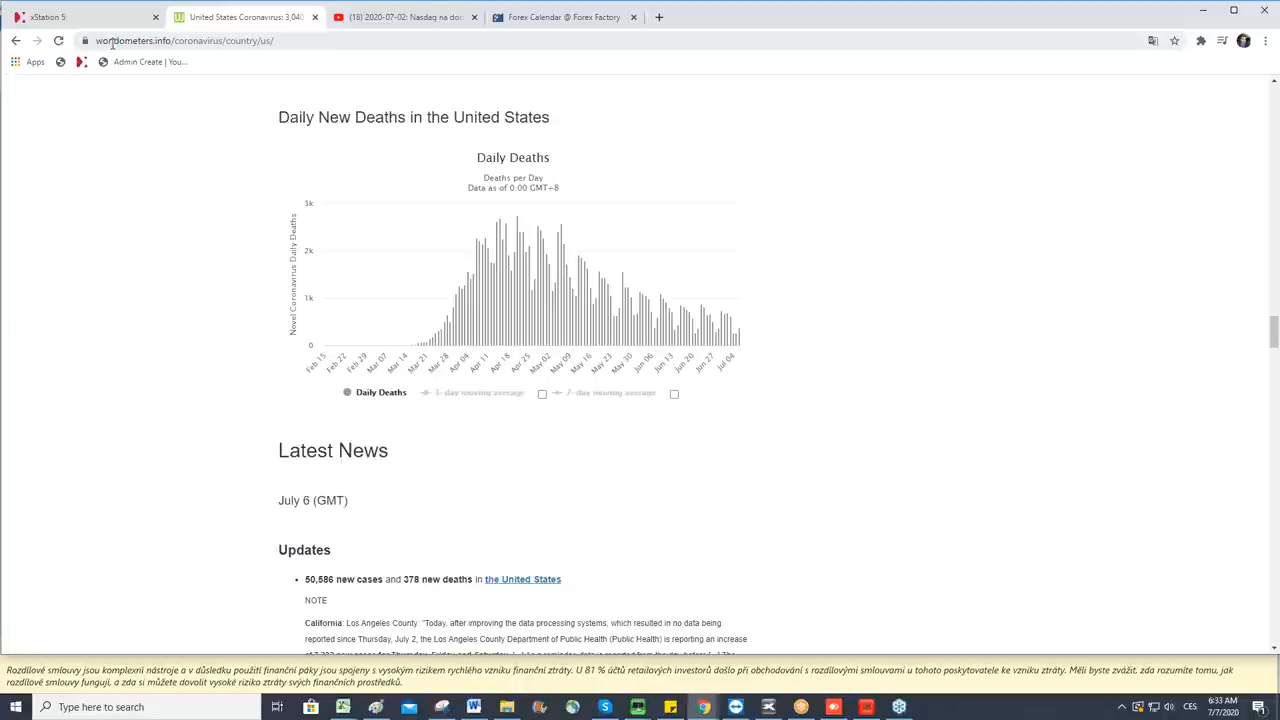 xStation 5
United States Coronavirus: 3,040
(18) 2020-07-02: Nasdaq na do
Forex Calendar @ Forex Factory
worldometers.info/coronavirus/country/us/
Apps
Admin Create | You...
Daily New Deaths in the United States
Daily Deaths
Deaths per Day
Data as of 0:00 GMT+8
3k
2k
1k
0
Novel Coronavirus Daily Deaths
Feb 15 Feb 22 Feb 29 Mar 07 Mar 14 Mar 21 Mar 28 Apr 04 Apr 11 Apr 18 Apr 25 May 02 May 09 May 16 May 23 May 30 Jun 06 Jun 13 Jun 20 Jun 27 Jul 04
Daily Deaths 3-day moving average 7-day moving average
Latest News
July 6 (GMT)
Updates
50,586 new cases and 378 new deaths in the United States
NOTE
California: Los Angeles County: "Today, after improving the data processing systems, which resulted in no data being
reported since Thursday, July 2, the Los Angeles County Department of Public Health (Public Health) is reporting an increase
Rozdílové smlouvy jsou komplexní nástroje a v důsledku použití finanční páky jsou spojeny s vysokým rizikem rychlého vzniku finanční ztráty. U 81 % účtů retailových investorů došlo při obchodování s rozdílovými smlouvami u tohoto poskytovatele ke vzniku ztráty. Měli byste zvážit, zda rozumíte tomu, jak
rozdílové smlouvy fungují, a zda si můžete dovolit vysoké riziko ztráty svých finančních prostředků.
Type here to search
CES
6:33 AM
7/7/2020